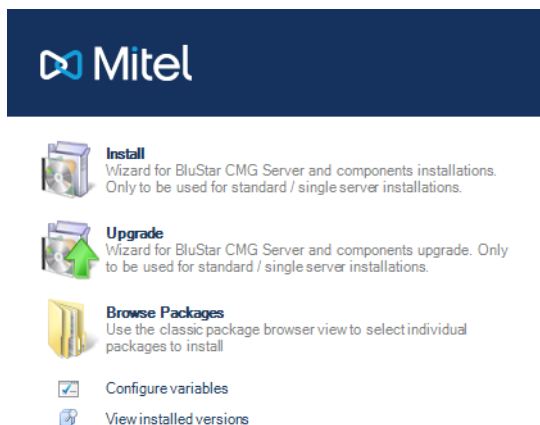 Mitel
Install
Wizard for BluStar CMG Server and components installations.
Only to be used for standard / single server installations.
Upgrade
Wizard for BluStar CMG Server and components upgrade. Only
to be used for standard / single server installations.
Browse Packages
Use the classic package browser view to select individual
packages to install
Configure variables
View installed versions